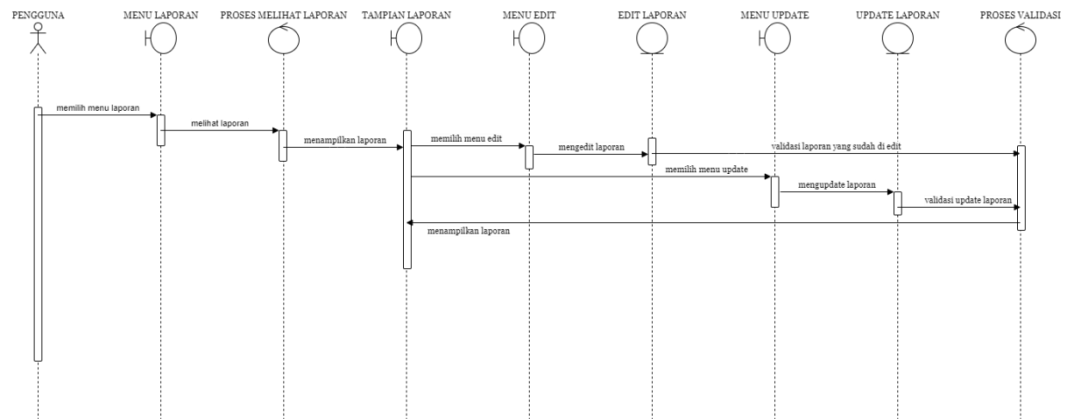 PENGGUNA
MENU LAPORAN
PROSES MELIHAT LAPORAN
TAMPIAN LAPORAN
MENU EDIT
EDIT LAPORAN
MENU UPDATE
UPDATE LAPORAN
PROSES VALIDASI
memilih menu laporan
melihat laporan
menampilkan laporan
memilih menu edit
mengedit laporan
validasi laporan yang sudah di edit
memilih menu update
mengupdate laporan
validasi update laporan
menampilkan laporan